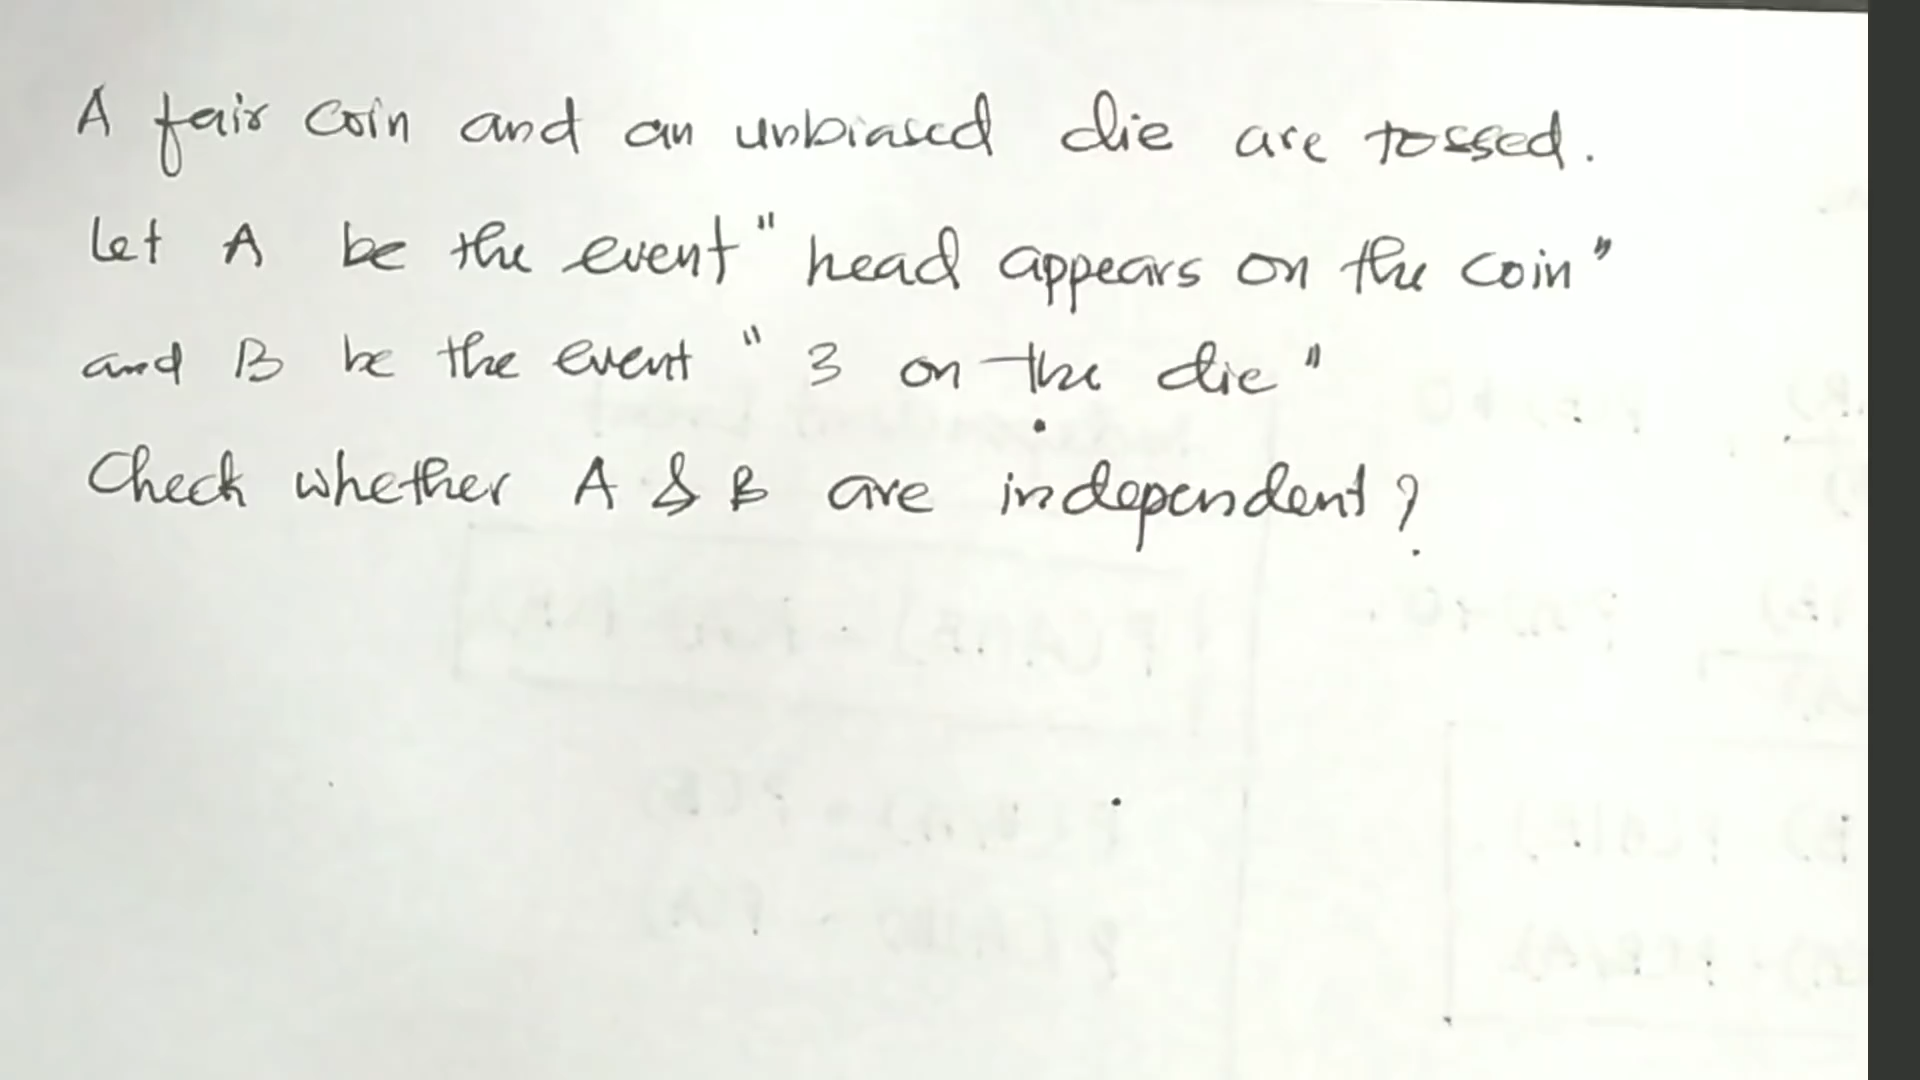 A fair coin and an unbiased die are tossed.
Let A be the event "head appears on the coin"
and B be the event "3 on the die"
Check whether A & B are independent?